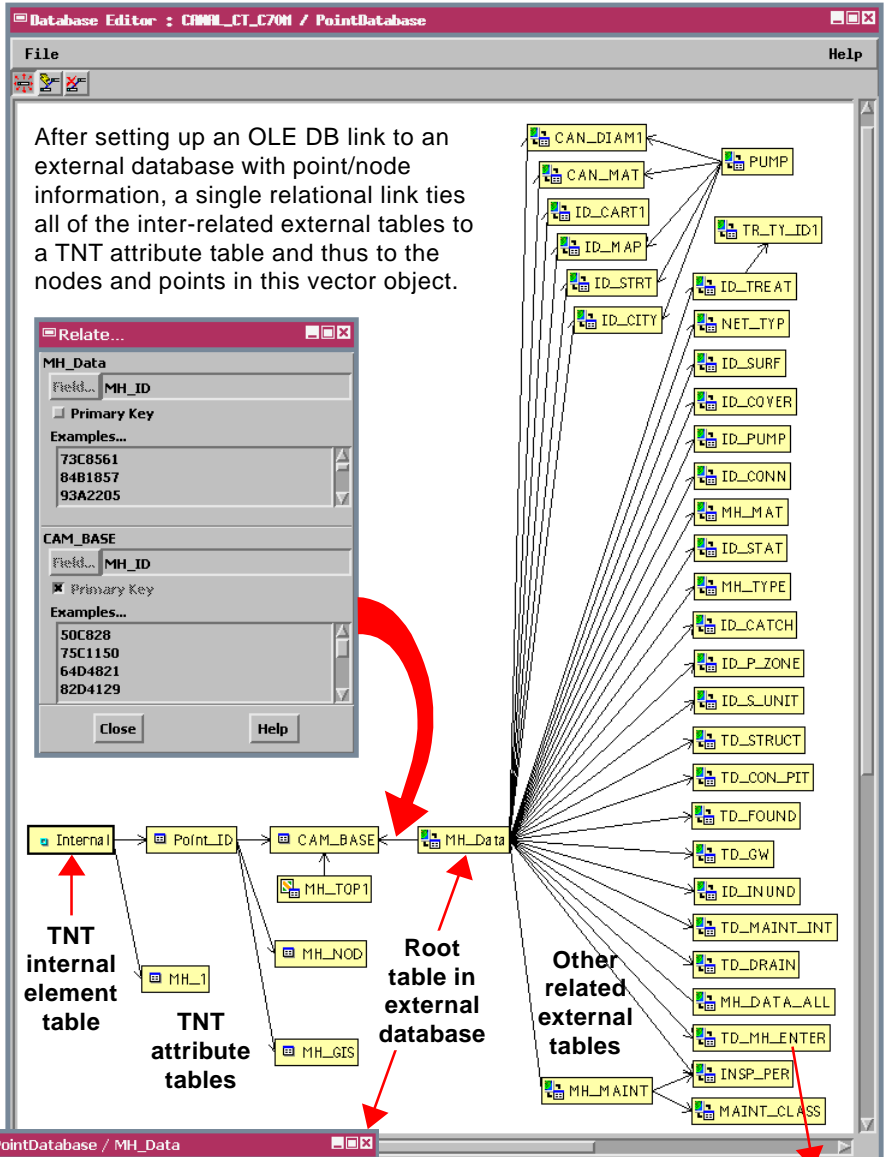 Database Editor : CANAL_CT_C70M / PointDatabase
File Help
After setting up an OLE DB link to an
external database with point/node
information, a single relational link ties
all of the inter-related external tables to
a TNT attribute table and thus to the
nodes and points in this vector object.
CAN_DIAM1
CAN_MAT
ID_CART1
ID_MAP
ID_STRT
ID_CITY
PUMP
TR_TY_ID1
ID_TREAT
NET_TYP
ID_SURF
ID_COVER
ID_PUMP
ID_CONN
MH_MAT
ID_STAT
MH_TYPE
ID_CATCH
ID_P_ZONE
ID_S_UNIT
TD_STRUCT
TD_CON_PIT
TD_FOUND
TD_GW
ID_INUND
TD_MAINT_INT
TD_DRAIN
MH_DATA_ALL
TD_MH_ENTER
INSP_PER
MAINT_CLASS
Relate...
MH_Data
Field... MH_ID
Primary Key
Examples...
73C8561
84B1857
93A2205
CAM_BASE
Field... MH_ID
Primary Key
Examples...
50C828
75C1150
64D4821
82D4129
Close Help
Internal
Point_ID
CAM_BASE
MH_Data
MH_TOP1
MH_NOD
MH_1
MH_GIS
MH_MAINT
TNT
internal
element
table
TNT
attribute
tables
Root
table in
external
database
Other
related
external
tables
PointDatabase / MH_Data